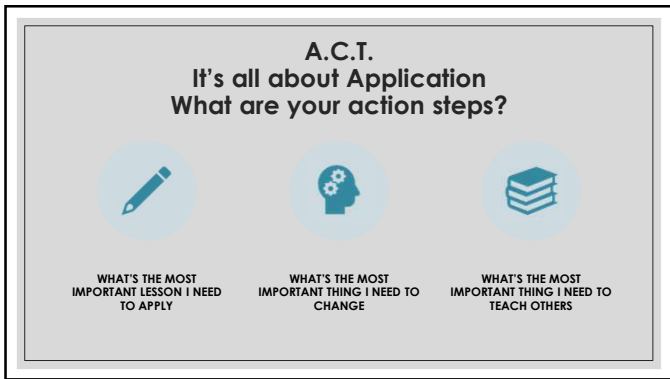 A.C.T.
It's all about Application
What are your action steps?
WHAT'S THE MOST
IMPORTANT LESSON I NEED
TO APPLY
WHAT'S THE MOST
IMPORTANT THING I NEED TO
CHANGE
WHAT'S THE MOST
IMPORTANT THING I NEED TO
TEACH OTHERS